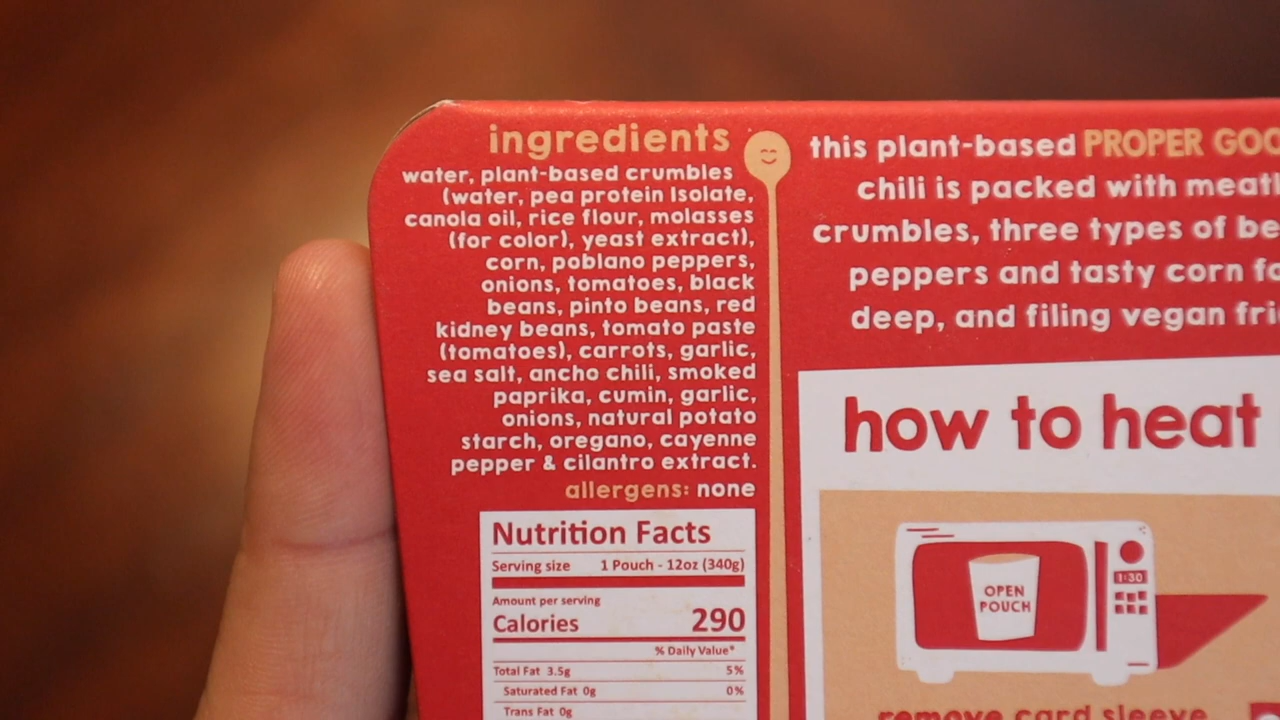 ingredients
water, plant-based crumbles
(water, pea protein Isolate,
canola oil, rice flour, molasses
(for color), yeast extract),
corn, poblano peppers,
onions, tomatoes, black
beans, pinto beans, red
kidney beans, tomato paste
(tomatoes), carrots, garlic,
sea salt, ancho chili, smoked
paprika, cumin, garlic,
onions, natural potato
starch, oregano, cayenne
pepper & cilantro extract.
allergens: none
Nutrition Facts
Serving size 1 Pouch - 12oz (340g)
Amount per serving
Calories 290
% Daily Value*
Total Fat 3.5g 5%
Saturated Fat 0g 0%
Trans Fat 0g
this plant-based PROPER
chili is packed with
crumbles, three types of
peppers and tasty corn
deep, and filing vegan
how to heat
1:30
OPEN
POUCH
remove card sleeve